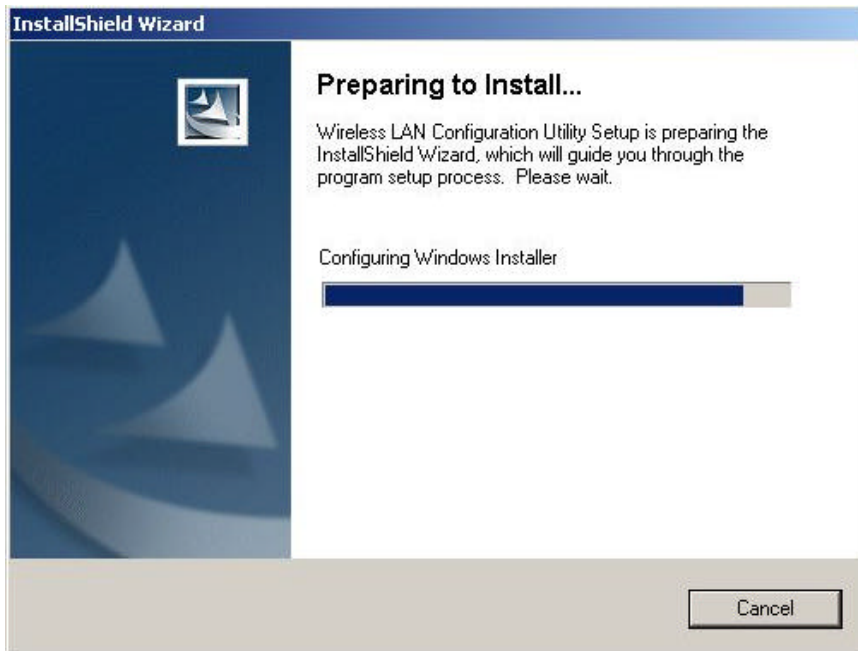 InstallShield Wizard
Preparing to Install...
Wireless LAN Configuration Utility Setup is preparing the
InstallShield Wizard, which will guide you through the
program setup process. Please wait.
Configuring Windows Installer
Cancel